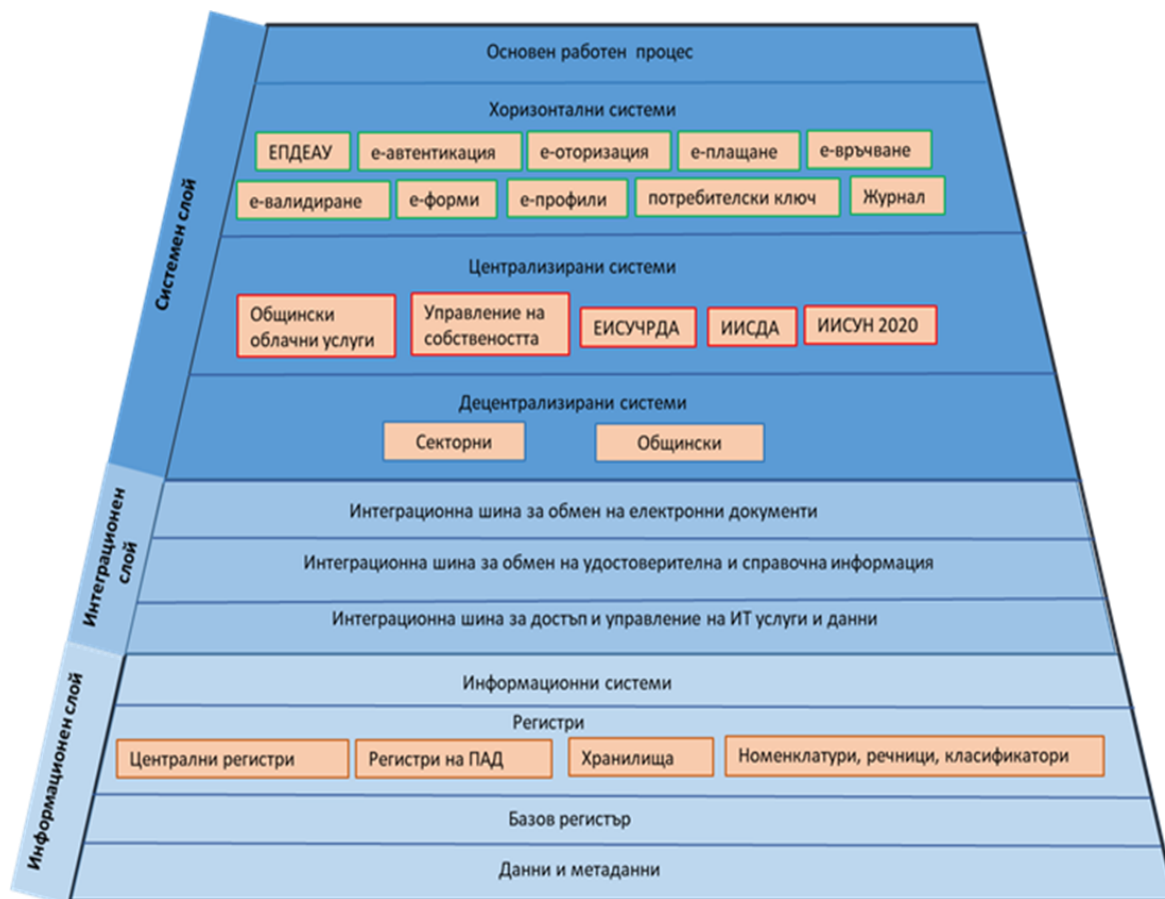 Основен работен процес
Хоризонтални системи
ЕПДЕАУ
е-автентикация
е-оторизация
е-плащане
е-връчване
е-валидиране
е-форми
е-профили
потребителски ключ
Журнал
Централизирани системи
Общински
облачни услуги
Управление на
собствеността
ЕИСУЧРДА
ИИСДА
ИИСУН 2020
Децентрализирани системи
Секторни
Общински
Системен слой
Интеграционна шина за обмен на електронни документи
Интеграционна шина за обмен на удостоверителна и справочна информация
Интеграционна шина за достъп и управление на ИТ услуги и данни
Интеграционен
слой
Информационни системи
Регистри
Централни регистри
Регистри на ПАД
Хранилища
Номенклатури, речници, класификатори
Базов регистър
Данни и метаданни
Информационен слой